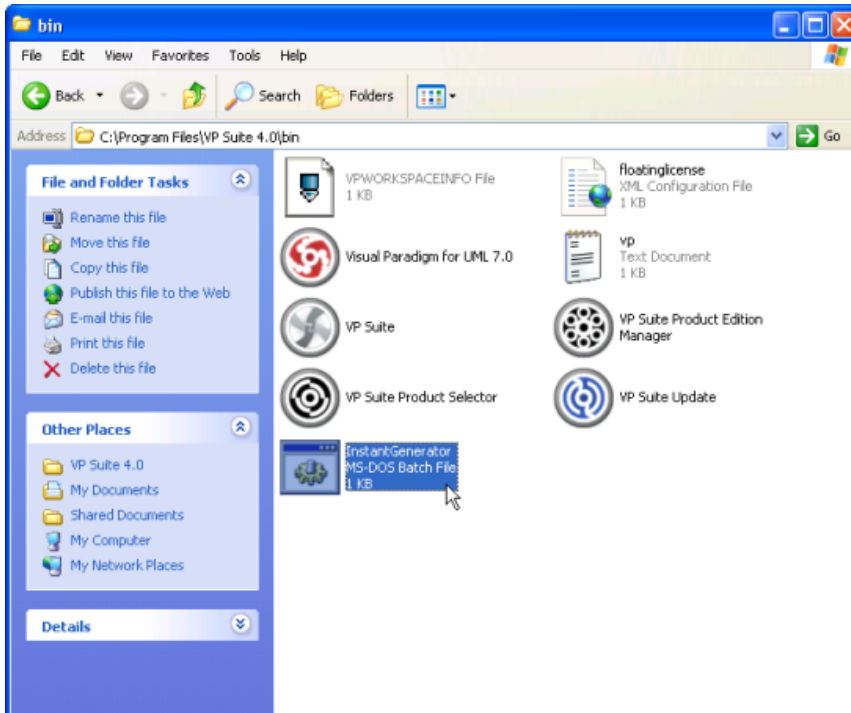 bin
File Edit View Favorites Tools Help
Back Search Folders
Address C:\Program Files\VP Suite 4.0\bin Go
File and Folder Tasks
Rename this file
Move this file
Copy this file
Publish this file to the Web
E-mail this file
Print this file
Delete this file
Other Places
VP Suite 4.0
My Documents
Shared Documents
My Computer
My Network Places
Details
VPWORKSPACEINFO File
1 KB
floatinglicense
XML Configuration File
1 KB
Visual Paradigm for UML 7.0
vp
Text Document
1 KB
VP Suite
VP Suite Product Edition
Manager
VP Suite Product Selector
VP Suite Update
InstantGenerator
MS-DOS Batch File
1 KB